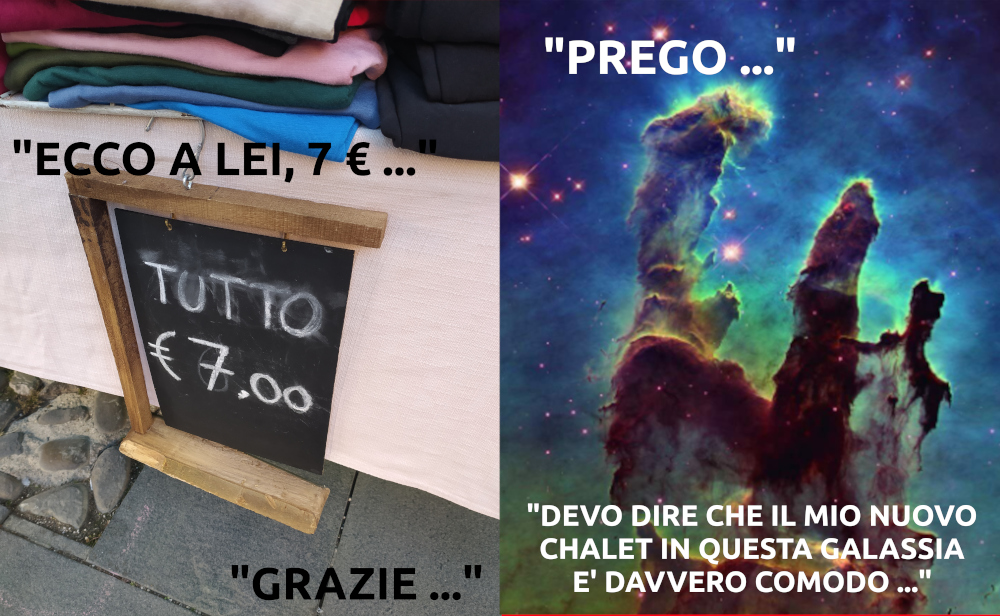 "ECCO A LEI, 7 € ..."
TUTTO
€ 7.00
"GRAZIE ..."
"PREGO ..."
"DEVO DIRE CHE IL MIO NUOVO
CHALET IN QUESTA GALASSIA
E' DAVVERO COMODO ..."